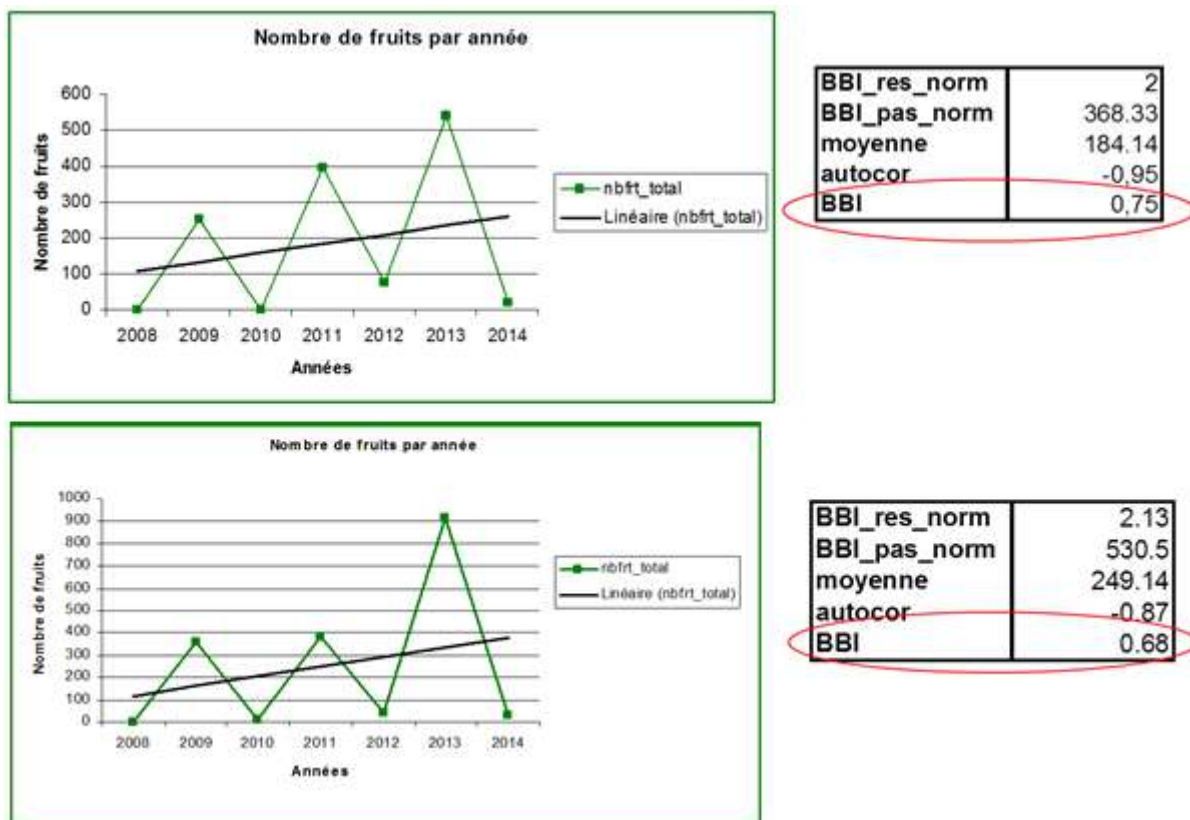 Nombre de fruits par année
Nombre de fruits
600
500
400
300
200
100
0
2008 2009 2010 2011 2012 2013 2014
Années
nbfrt_total
Linéaire (nbfrt_total)
BBI_res_norm 2
BBI_pas_norm 368.33
moyenne 184.14
autocor -0,95
BBI 0,75
Nombre de fruits par année
Nombre de fruits
1000
900
800
700
600
500
400
300
200
100
0
2008 2009 2010 2011 2012 2013 2014
Années
nbfrt_total
Linéaire (nbfrt_total)
BBI_res_norm 2.13
BBI_pas_norm 530.5
moyenne 249.14
autocor -0.87
BBI 0.68